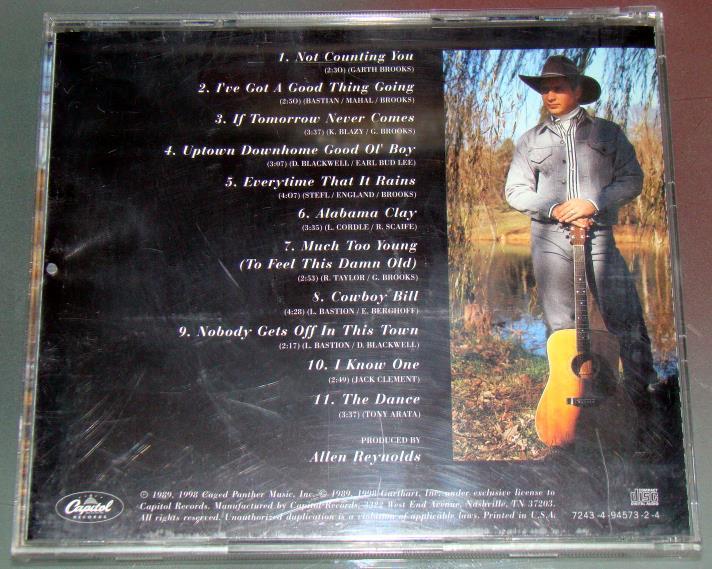 1. Not Counting You
(2:30) (GARTH BROOKS)
2. I've Got A Good Thing Going
(2:50) (BASTIAN / MAHAL / BROOKS)
3. If Tomorrow Never Comes
(3:37) (K. BLAZY / G. BROOKS)
4. Uptown Downhome Good Ol' Boy
(3:07) (D. BLACKWELL / EARL BUD LEE)
5. Everytime That It Rains
(4:07) (STEFL / ENGLAND / BROOKS)
6. Alabama Clay
(3:35) (L. CORDLE / R. SCAIFE)
7. Much Too Young
(To Feel This Damn Old)
(2:53) (R. TAYLOR / G. BROOKS)
8. Cowboy Bill
(4:28) (L. BASTION / E. BERGHOFF)
9. Nobody Gets Off In This Town
(2:17) (L. BASTION / D. BLACKWELL)
10. I Know One
(2:49) (JACK CLEMENT)
11. The Dance
(3:37) (TONY ARATA)
PRODUCED BY
Allen Reynolds
Capitol
RECORDS
℗ 1989, 1998 Caged Panther Music, Inc. © 1989, 1998 Garthart, Inc. under exclusive license to
Capitol Records. Manufactured by Capitol Records, 3322 West End Avenue, Nashville, TN 37203.
All rights reserved. Unauthorized duplication is a violation of applicable laws. Printed in U.S.A.
COMPACT
disc
DIGITAL AUDIO
7243 -4 -94573 -2 -4